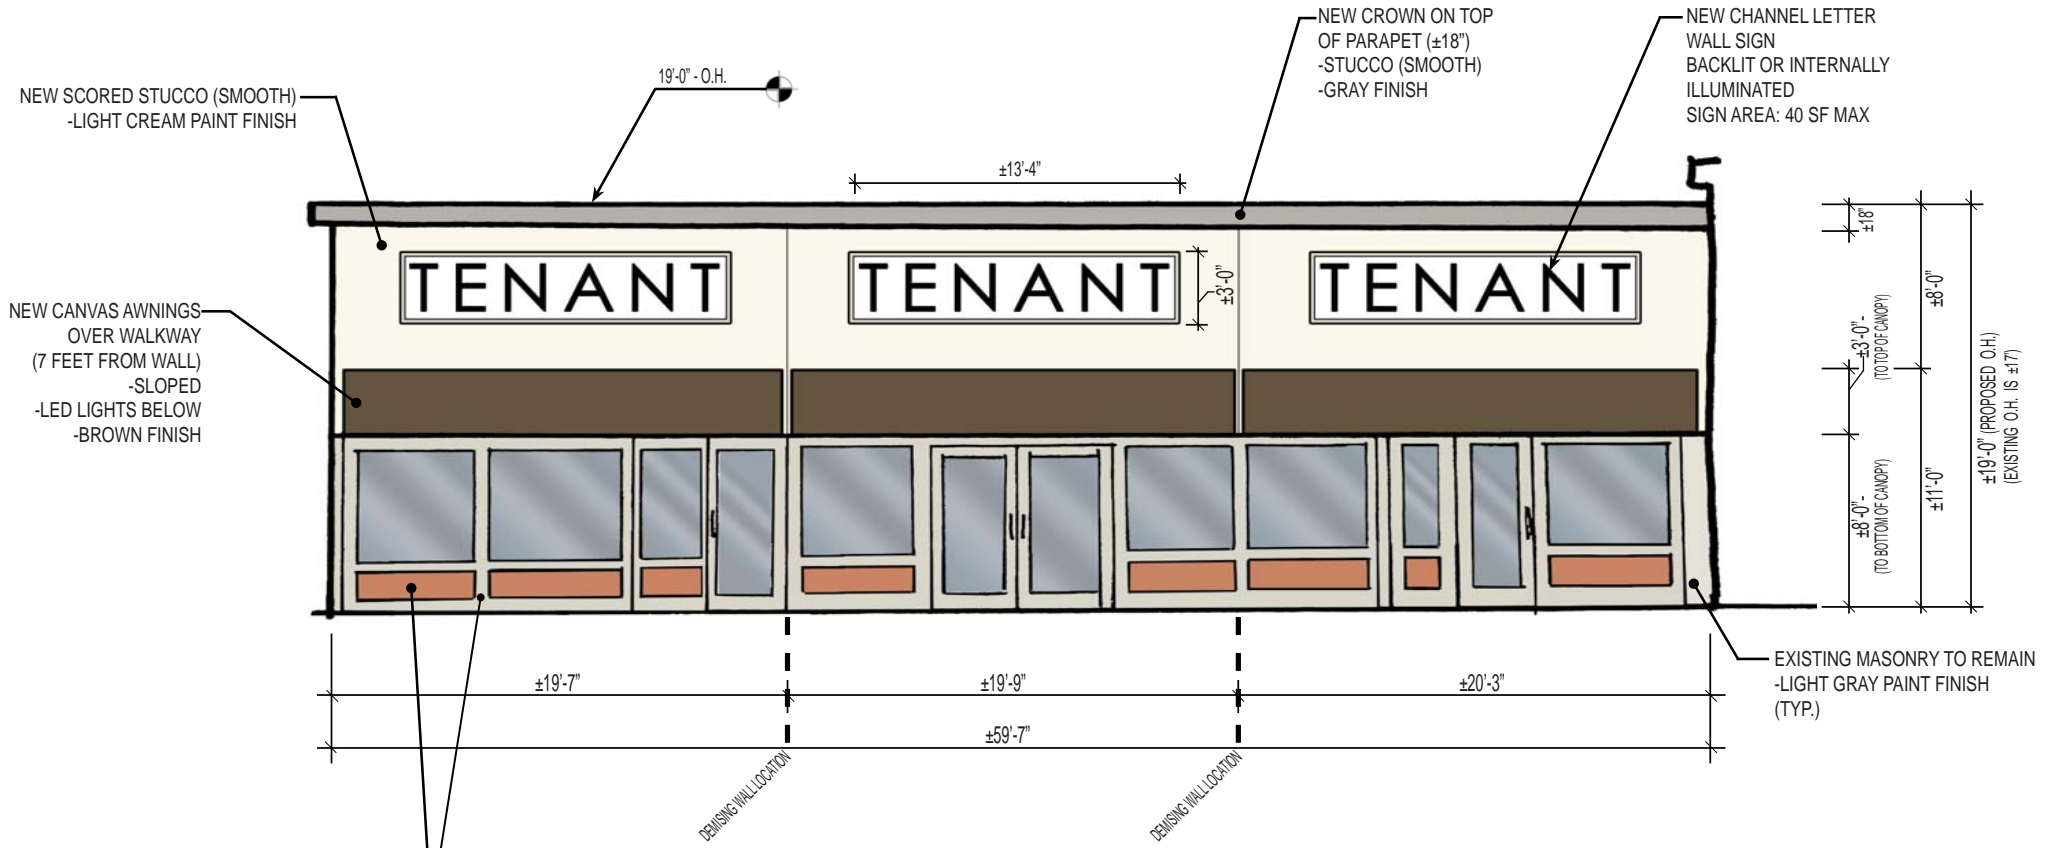 NEW CROWN ON TOP
OF PARAPET (±18")
-STUCCO (SMOOTH)
-GRAY FINISH
NEW CHANNEL LETTER
WALL SIGN
BACKLIT OR INTERNALLY
ILLUMINATED
SIGN AREA: 40 SF MAX
19'-0" - O.H.
NEW SCORED STUCCO (SMOOTH)
-LIGHT CREAM PAINT FINISH
±13'-4"
TENANT
TENANT
±3'-0"
TENANT
NEW CANVAS AWNINGS
OVER WALKWAY
(7 FEET FROM WALL)
-SLOPED
-LED LIGHTS BELOW
-BROWN FINISH
±18"
±3'-0" -
(TO TOP OF CANOPY)
±8'-0" -
(TO BOTTOM OF CANOPY)
±8'-0"
±11'-0"
±19'-0" (PROPOSED O.H.)
(EXISTING O.H. IS ±17')
EXISTING MASONRY TO REMAIN
-LIGHT GRAY PAINT FINISH
(TYP.)
±19'-7"
±19'-9"
±20'-3"
±59'-7"
DEMISING WALL LOCATION
DEMISING WALL LOCATION